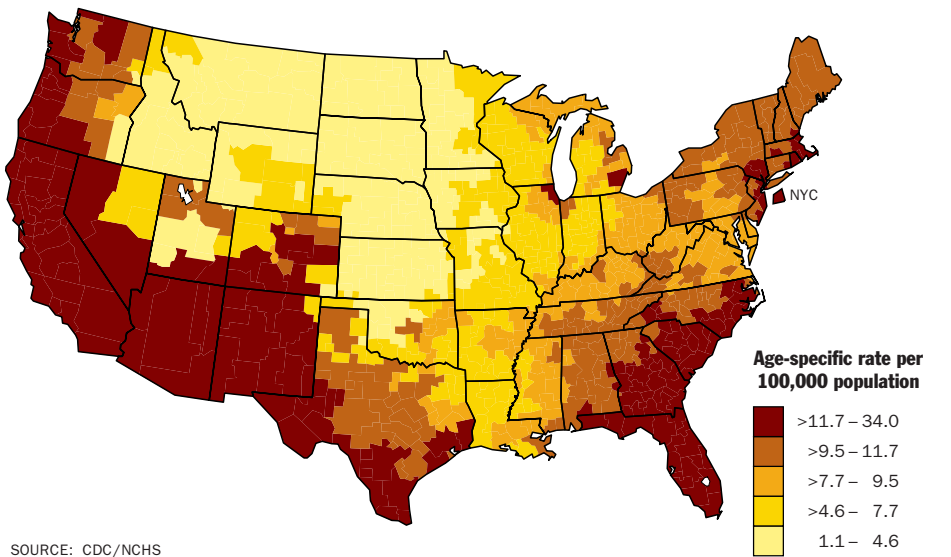 NYC
Age-specific rate per
100,000 population
>11.7 – 34.0
>9.5 – 11.7
>7.7 – 9.5
>4.6 – 7.7
1.1 – 4.6
SOURCE: CDC/NCHS